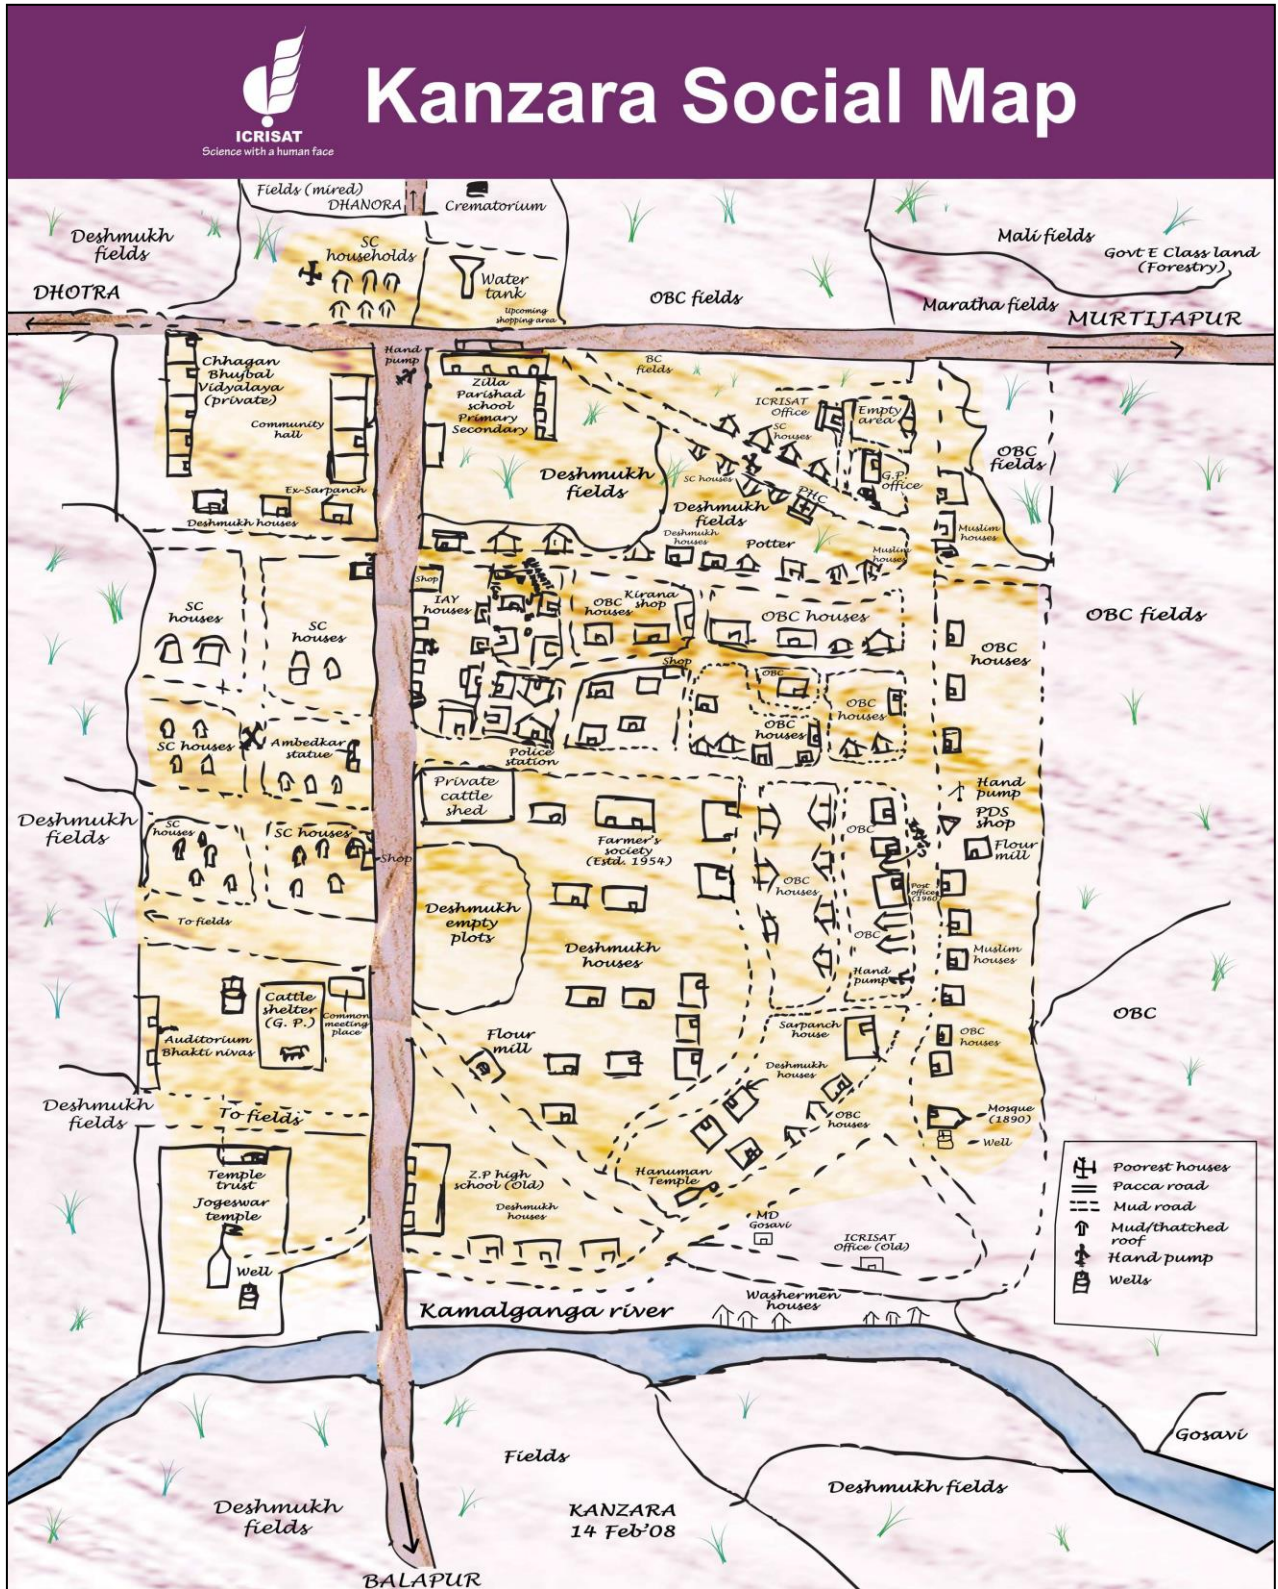 Kanzara Social Map
ICRISAT
Science with a human face
Fields (mired)
DHANORA
Crematorium
Deshmukh
fields
SC
households
Water
tank
Upcoming
shopping area
OBC fields
Mali fields
Govt E Class land
(Forestry)
Maratha fields
DHOTRA
MURTIJAPUR
Chhagan
Bhujbal
Vidyalaya
(private)
Community
hall
Hand
pump
Zilla
Parishad
school
Primary
Secondary
BC
fields
ICRISAT
Office
Empty
area
SC
houses
OBC
fields
G.P.
office
Ex-Sarpanch
Deshmukh houses
Deshmukh
fields
SC houses
PHC
Deshmukh
fields
Deshmukh
houses
Potter
Muslim
houses
Muslim
houses
Shop
IAY
houses
OBC
houses
Kirana
shop
OBC houses
OBC fields
SC
houses
SC
houses
OBC
houses
Shop
OBC
OBC
houses
OBC
houses
SC houses
Ambedkar
statue
Police
station
Private
cattle
shed
Hand
pump
PDS
shop
Flour
mill
Deshmukh
fields
SC
houses
SC houses
Shop
Farmer's
society
(Estd. 1954)
OBC
OBC
houses
Post
office
(1960)
To fields
Deshmukh
empty
plots
OBC
Deshmukh
houses
Muslim
houses
Hand
pump
Cattle
shelter
(G. P.)
Common
meeting
place
Auditorium
Bhakti nivas
Flour
mill
Sarpanch
house
OBC
houses
OBC
Deshmukh
houses
Deshmukh
fields
To fields
OBC
houses
Mosque
(1890)
Well
Temple
trust
Jogeswar
temple
Z.P high
school (Old)
Deshmukh
houses
Hanuman
Temple
MD
Gosavi
ICRISAT
Office (Old)
Well
Poorest houses
Pacca road
Mud road
Mud/thatched
roof
Hand pump
Wells
Kamalganga river
Washermen
houses
Gosavi
Fields
Deshmukh fields
Deshmukh
fields
KANZARA
14 Feb'08
BALAPUR